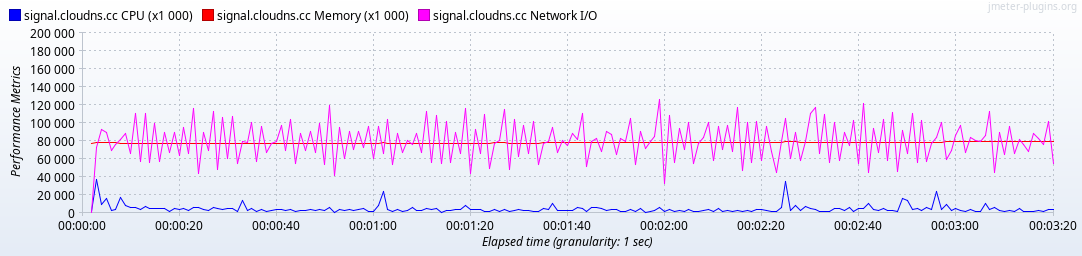 jmeter-plugins.org
signal.cloudns.cc CPU (x1 000) signal.cloudns.cc Memory (x1 000) signal.cloudns.cc Network I/O
Performance Metrics
200 000
180 000
160 000
140 000
120 000
100 000
80 000
60 000
40 000
20 000
0
00:00:00 00:00:20 00:00:40 00:01:00 00:01:20 00:01:40 00:02:00 00:02:20 00:02:40 00:03:00 00:03:20
Elapsed time (granularity: 1 sec)